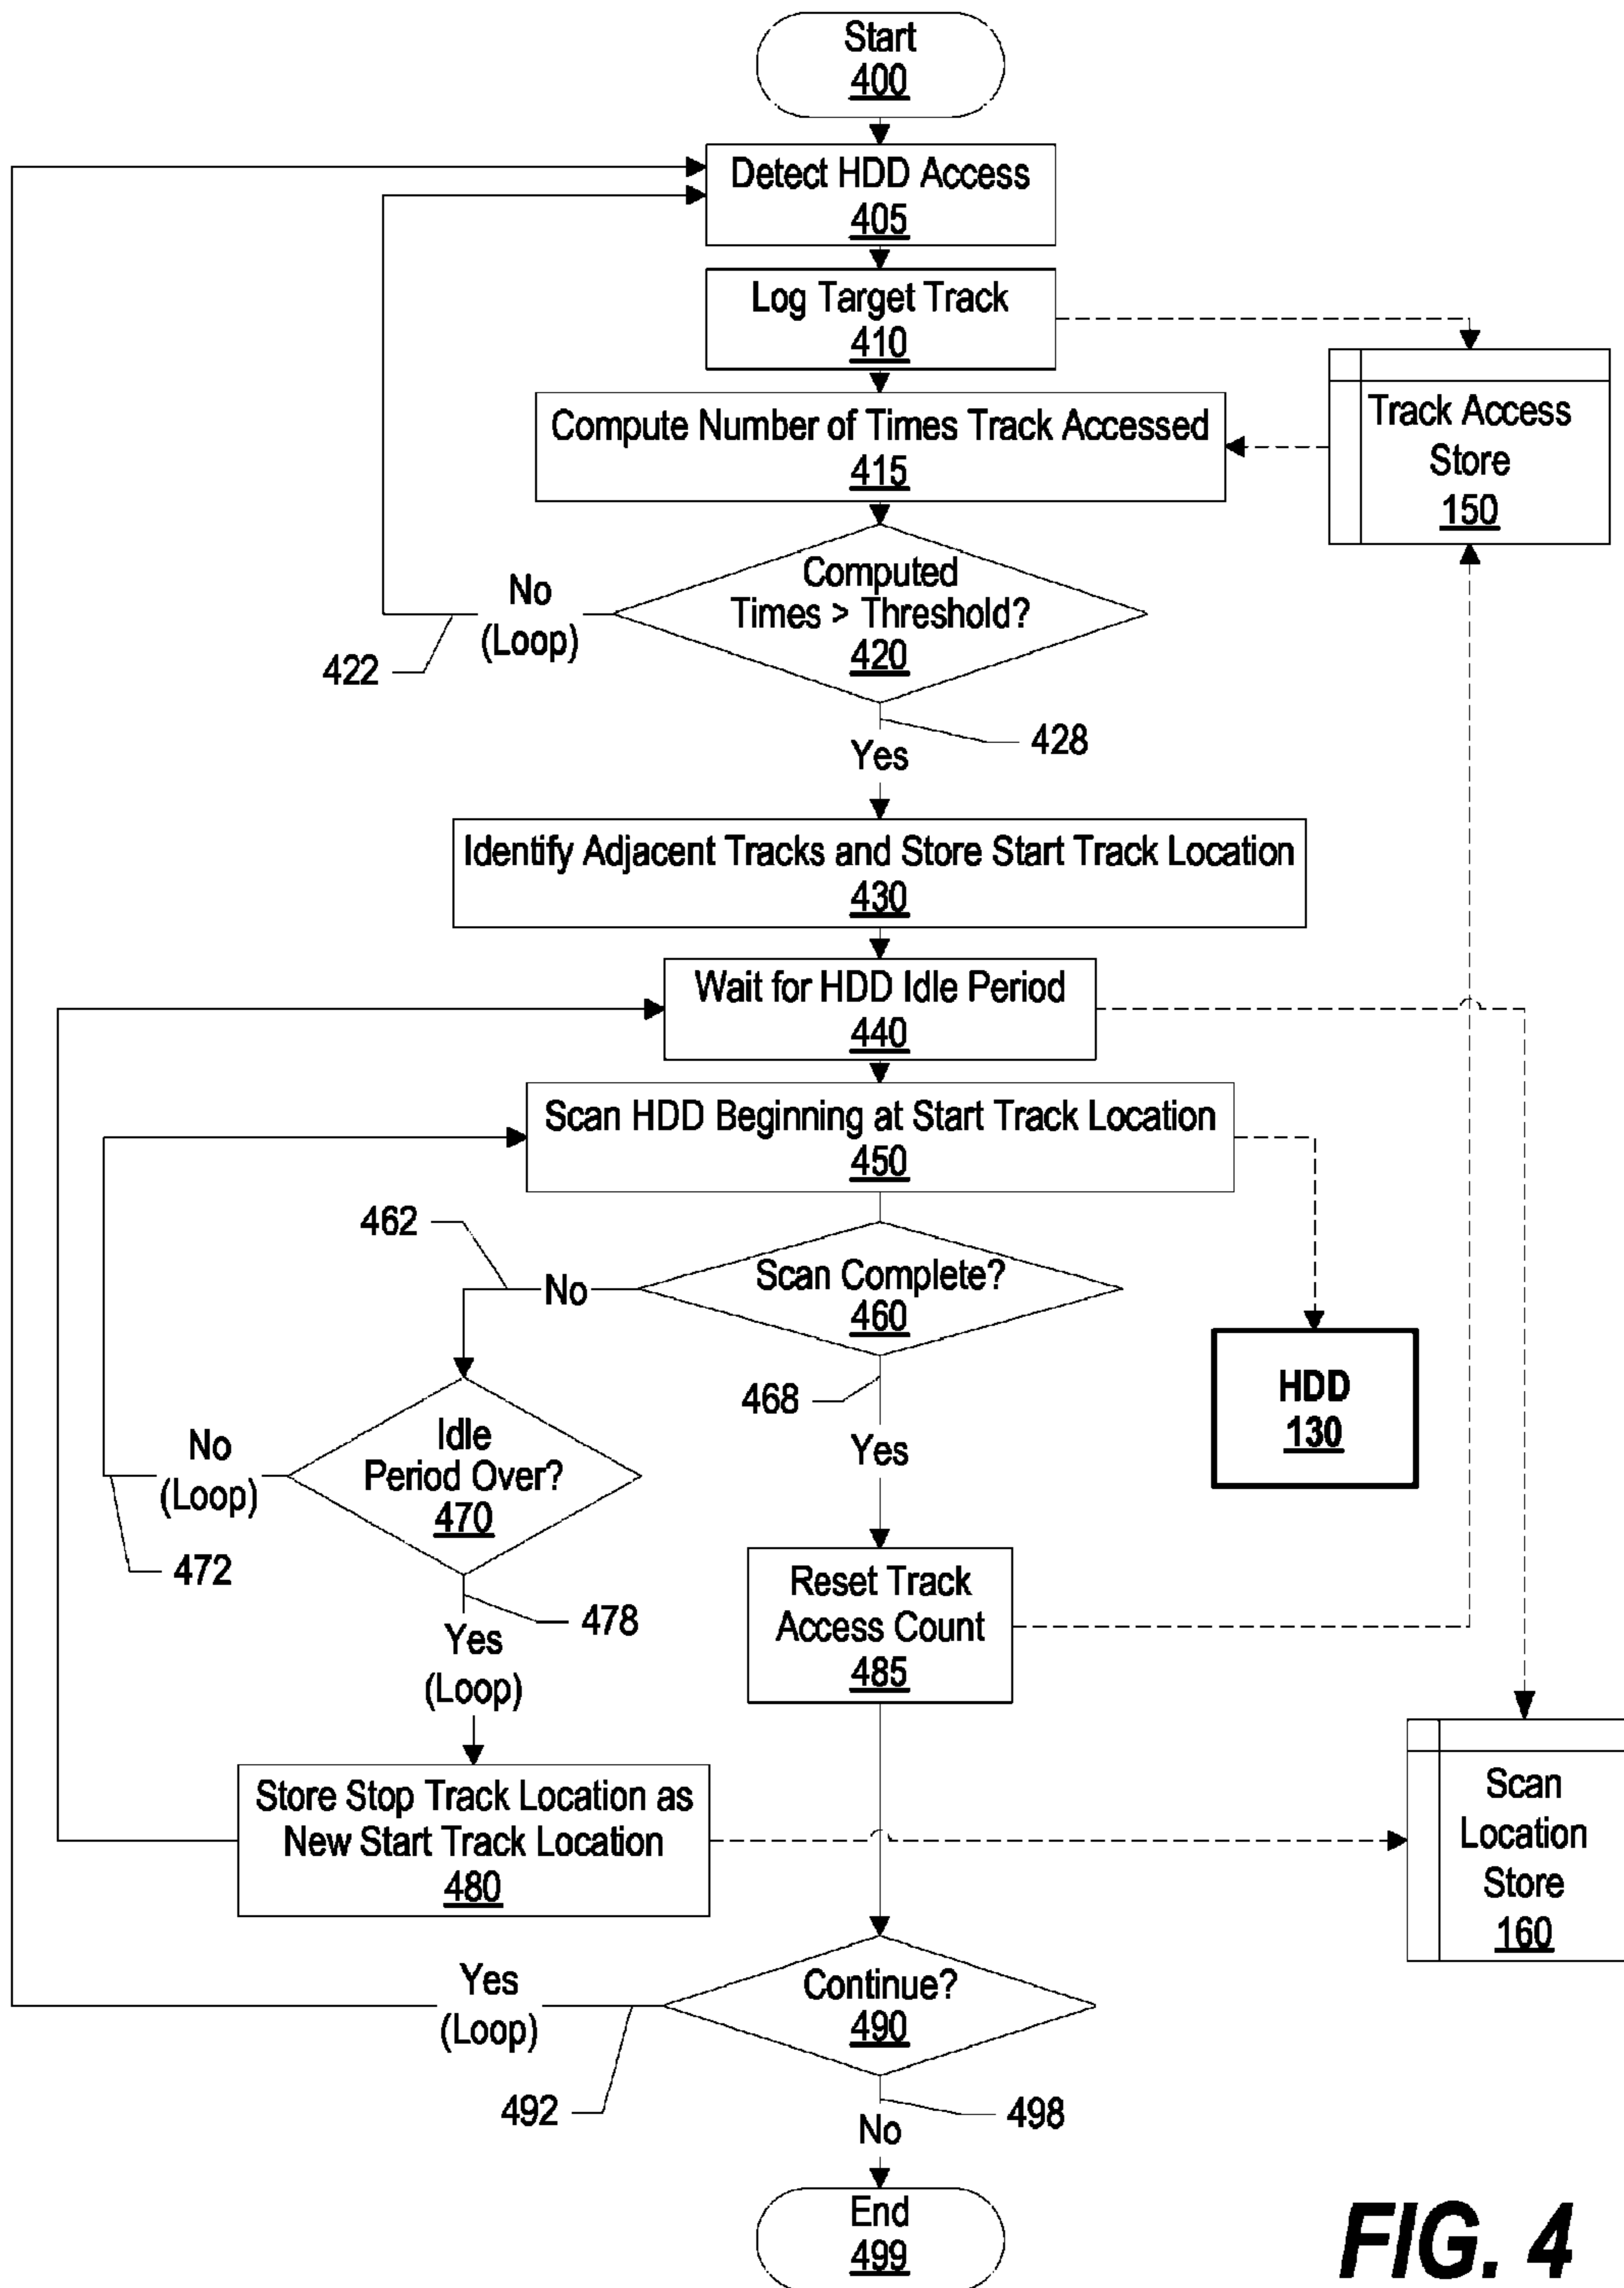 Start
400
Detect HDD Access
405
Log Target Track
410
Track Access
Store
150
Compute Number of Times Track Accessed
415
Computed
Times > Threshold?
420
No
(Loop)
422
428
Yes
Identify Adjacent Tracks and Store Start Track Location
430
Wait for HDD Idle Period
440
Scan HDD Beginning at Start Track Location
450
462
No
Scan Complete?
460
468
Yes
HDD
130
Idle
Period Over?
470
No
(Loop)
472
478
Yes
(Loop)
Reset Track
Access Count
485
Store Stop Track Location as
New Start Track Location
480
Scan
Location
Store
160
Yes
(Loop)
Continue?
490
492
498
No
End
499
FIG. 4